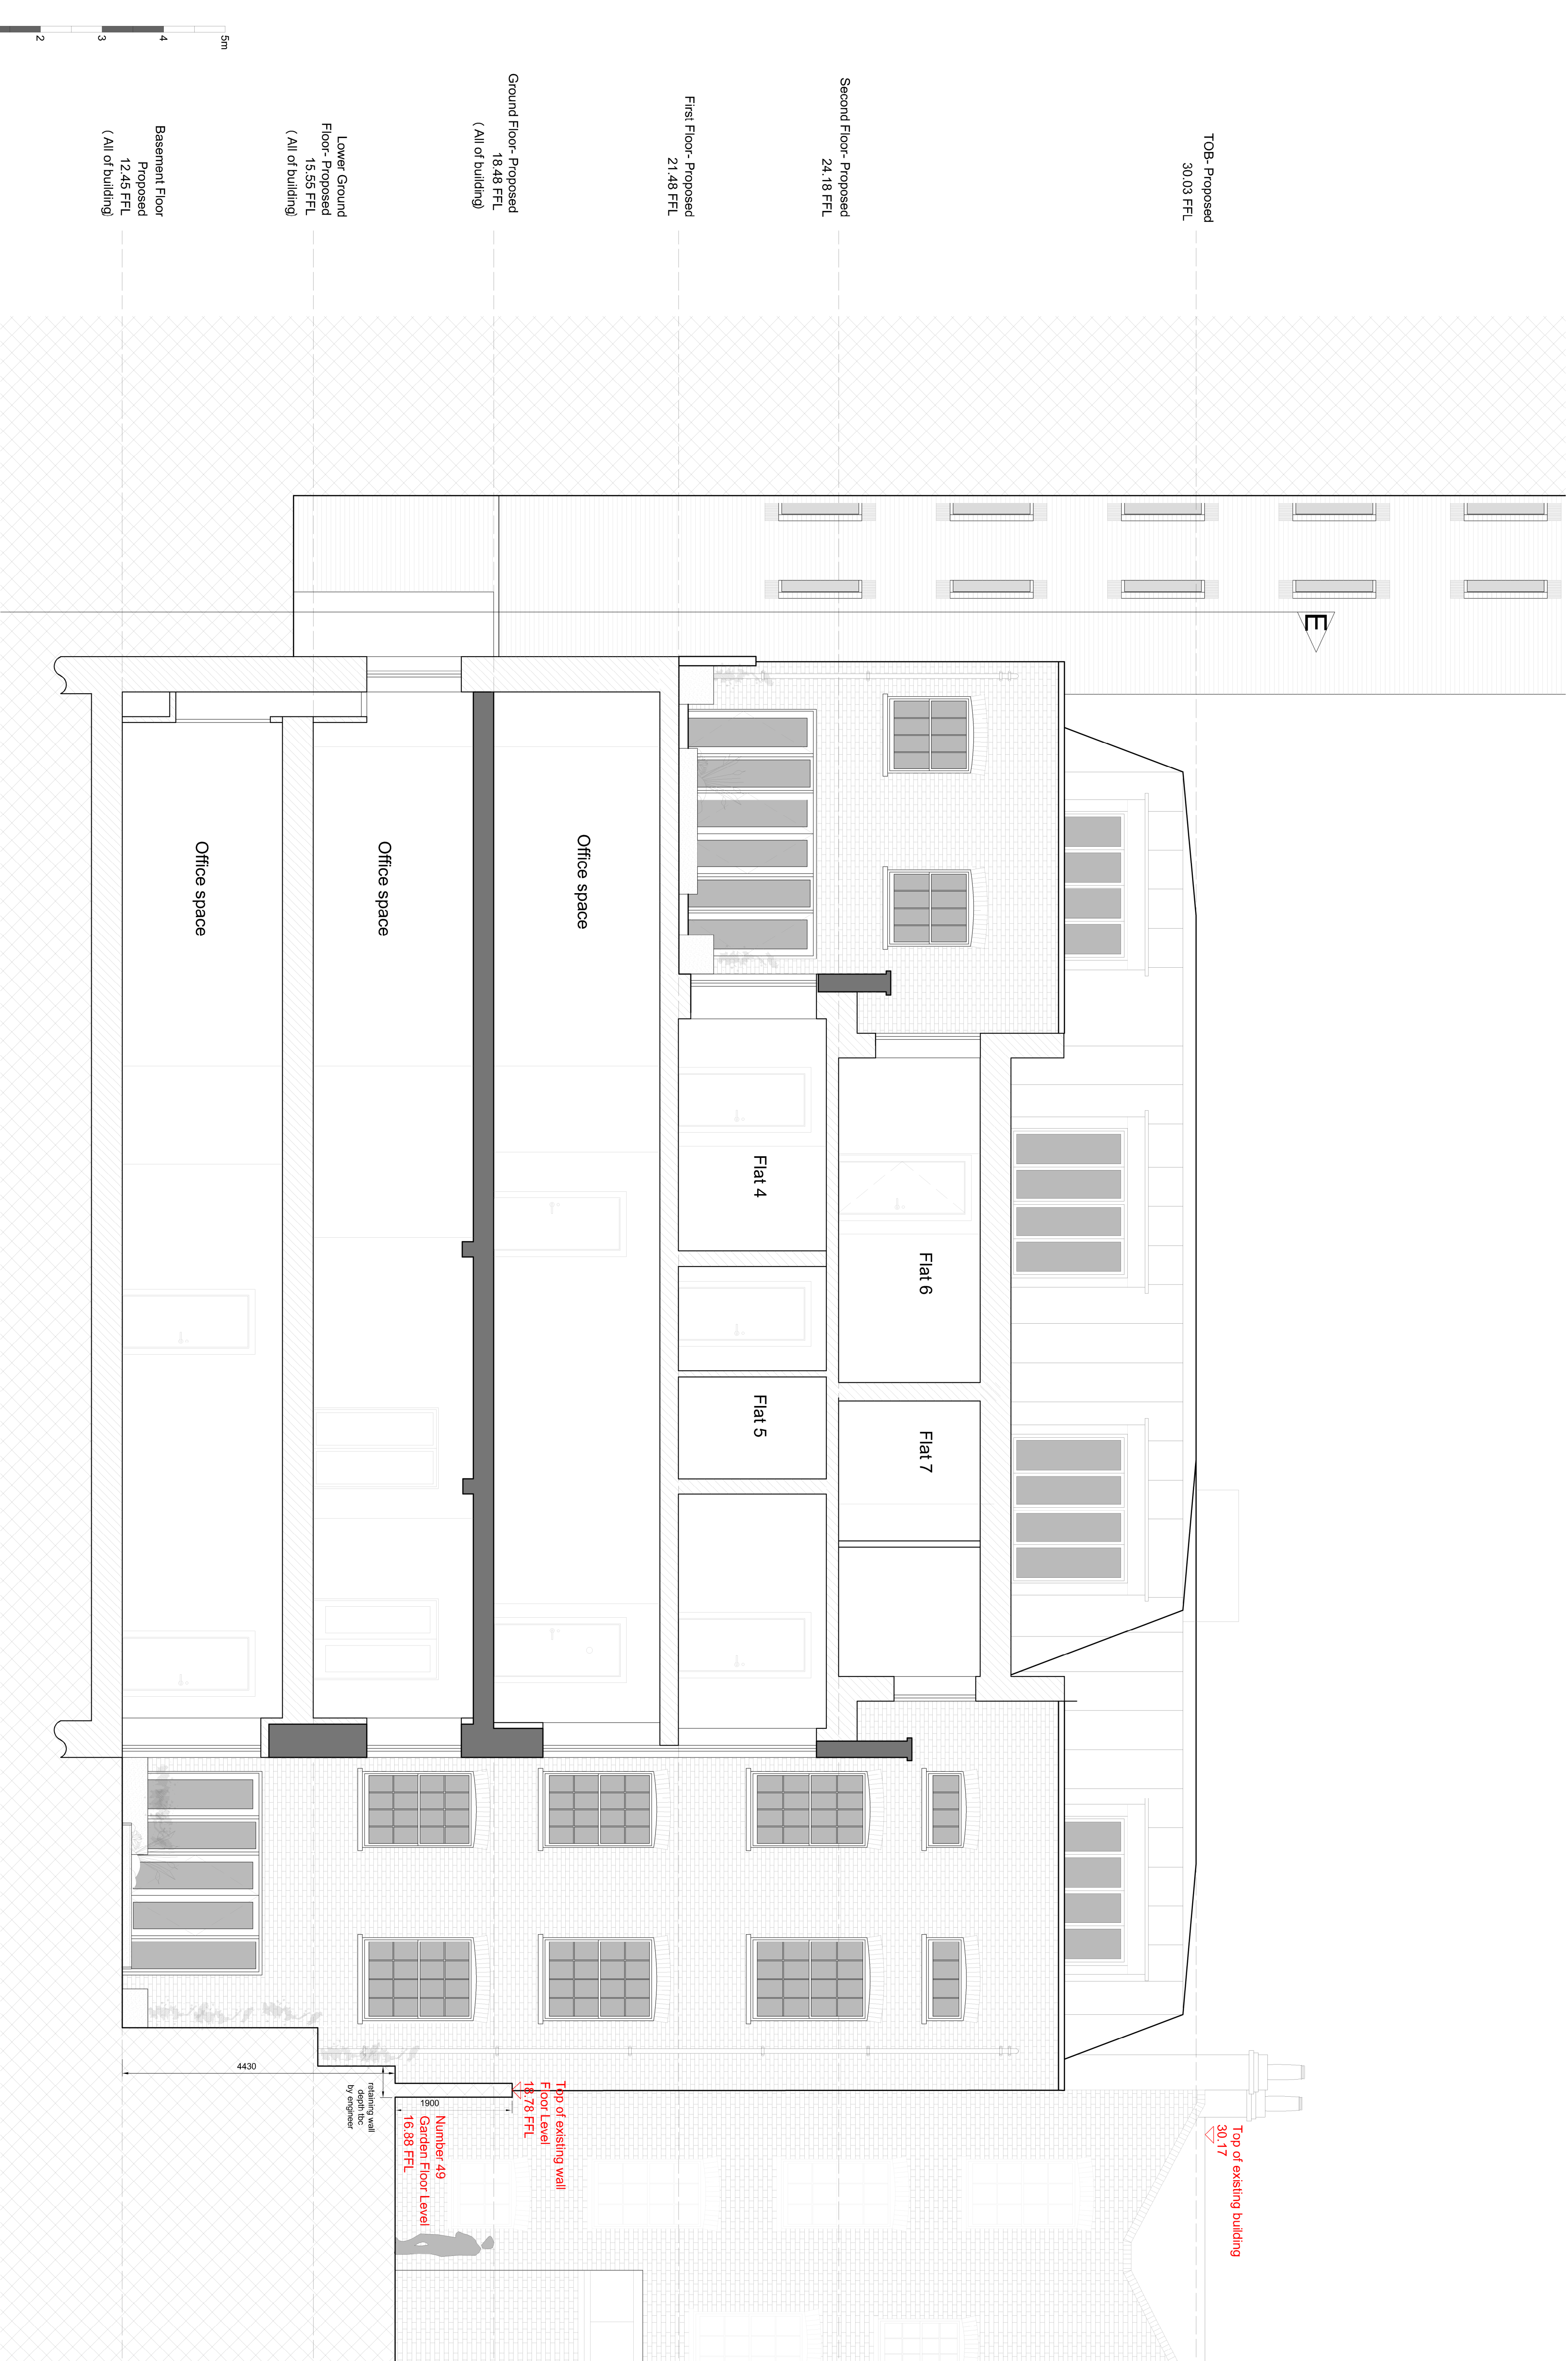 TOB- Proposed
30.03 FFL
Second Floor- Proposed
24.18 FFL
First Floor- Proposed
21.48 FFL
Ground Floor- Proposed
18.48 FFL
( All of building)
Lower Ground
Floor- Proposed
15.55 FFL
( All of building)
Basement Floor
Proposed
12.45 FFL
( All of building)
2
3
4
5m
E
Flat 6
Flat 7
Flat 4
Flat 5
Office space
Office space
Office space
Top of existing building
30.17
Top of existing wall
Floor Level
18.78 FFL
Number 49
Garden Floor Level
16.88 FFL
1900
4430
retaining wall
depth tbc
by engineer